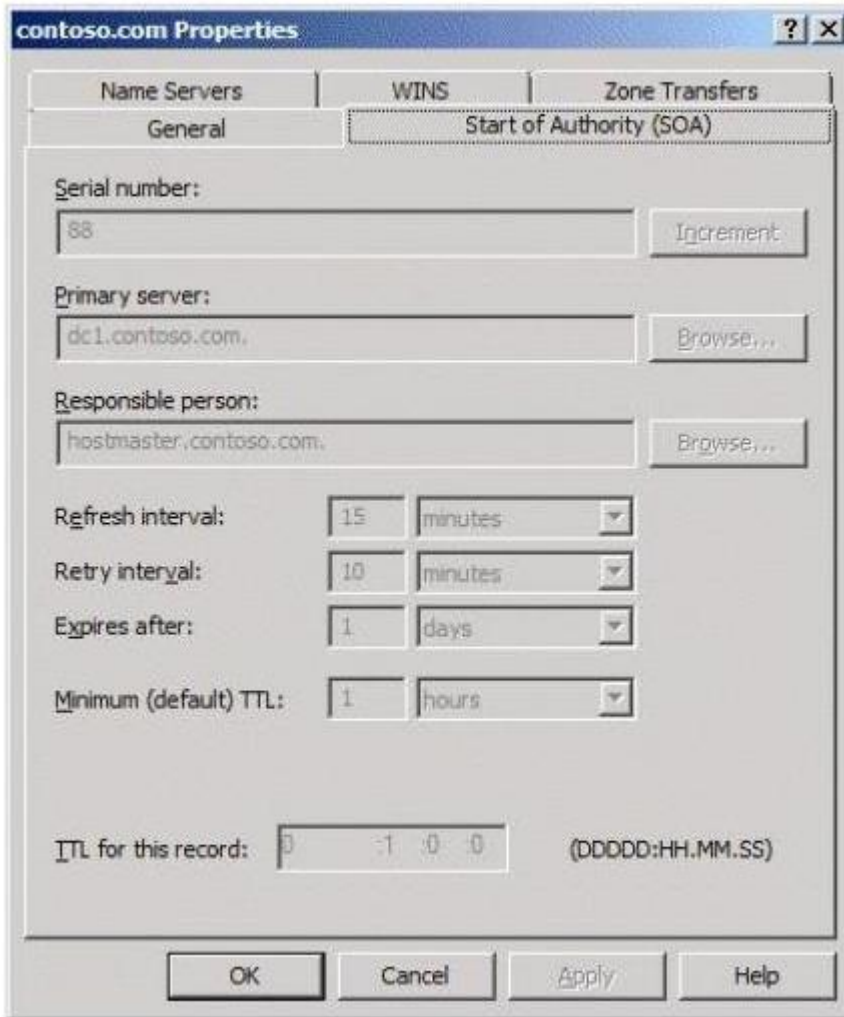 contoso.com Properties
Name Servers WINS Zone Transfers
General Start of Authority (SOA)
Serial number:
88 Increment
Primary server:
dc1.contoso.com. Browse...
Responsible person:
hostmaster.contoso.com. Browse...
Refresh interval: 15 minutes
Retry interval: 10 minutes
Expires after: 1 days
Minimum (default) TTL: 1 hours
TTL for this record: 0 :1 :0 :0 (DDDDD:HH.MM.SS)
OK Cancel Apply Help